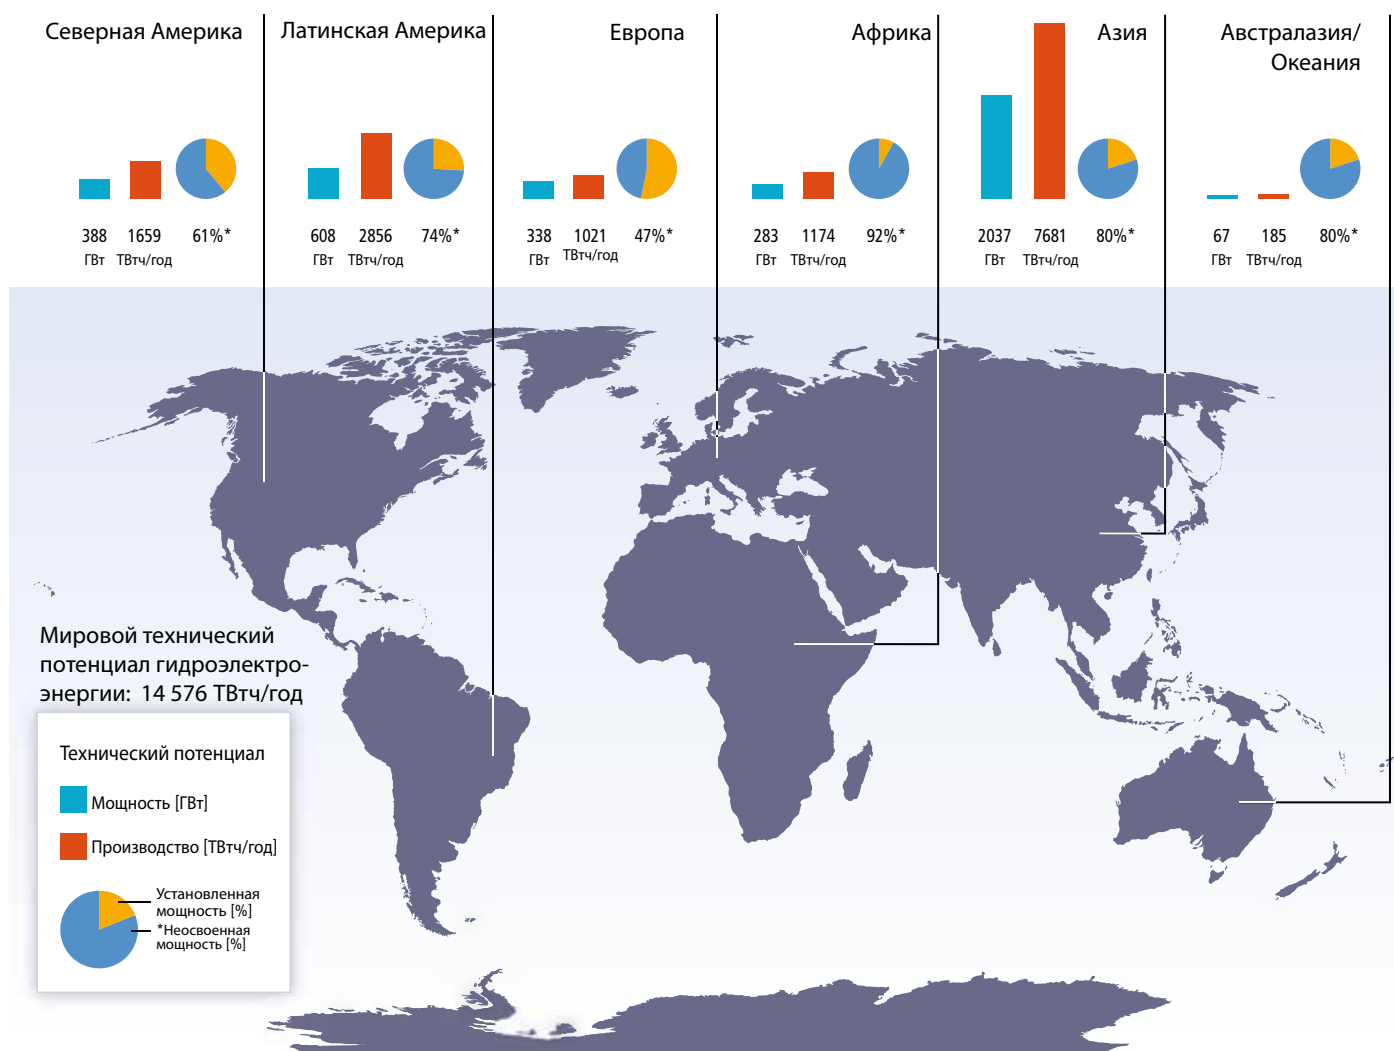 Северная Америка
388 1659 61%*
ГВт ТВтч/год
Латинская Америка
608 2856 74%*
ГВт ТВтч/год
Европа
338 1021 47%*
ГВт ТВтч/год
Африка
283 1174 92%*
ГВт ТВтч/год
Азия
2037 7681 80%*
ГВт ТВтч/год
Австралазия/
Океания
67 185 80%*
ГВт ТВтч/год
Мировой технический
потенциал гидроэлектро-
энергии: 14 576 ТВтч/год
Технический потенциал
Мощность [ГВт]
Производство [ТВтч/год]
Установленная
мощность [%]
*Неосвоенная
мощность [%]